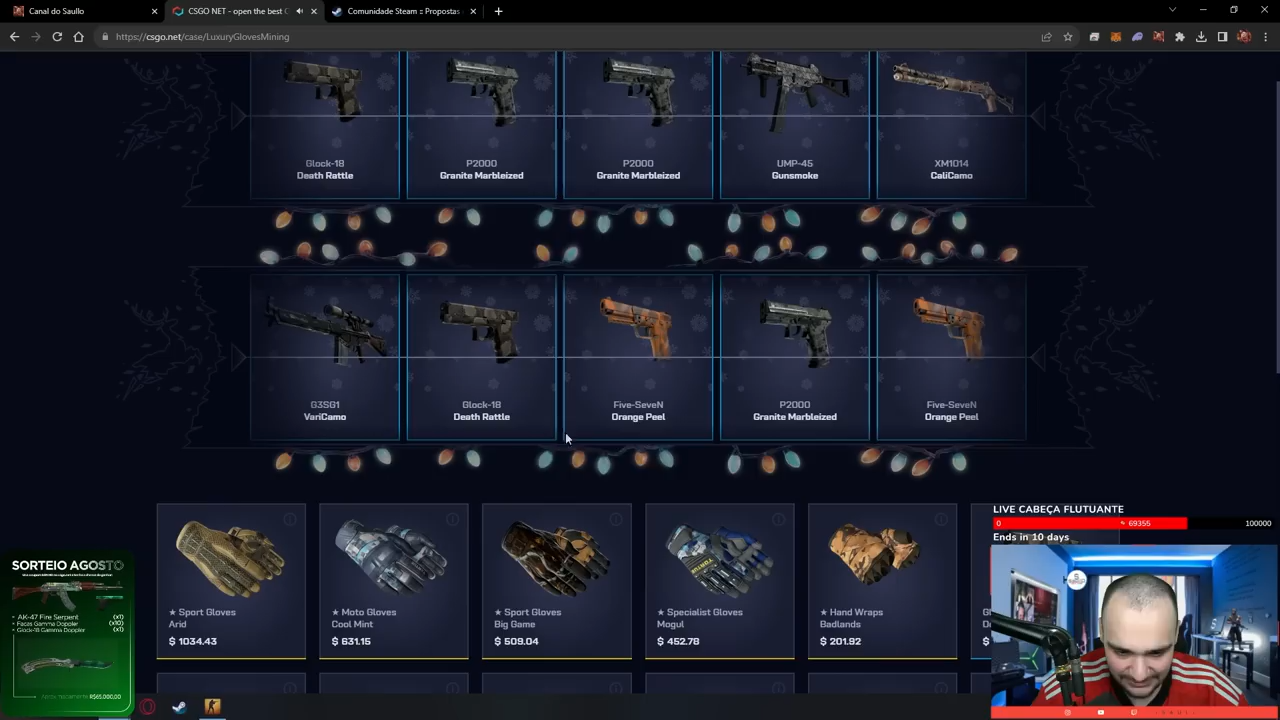 Canal do Saullo
CSGO NET - open the best C
Comunidade Steam :: Propostas
https://csgo.net/case/LuxuryGlovesMining
Glock-18
Death Rattle
P2000
Granite Marbleized
P2000
Granite Marbleized
UMP-45
Gunsmoke
XM1014
CaliCamo
G3SG1
VariCamo
Glock-18
Death Rattle
Five-SeveN
Orange Peel
P2000
Granite Marbleized
Five-SeveN
Orange Peel
★ Sport Gloves
Arid
$ 1034.43
★ Moto Gloves
Cool Mint
$ 631.15
★ Sport Gloves
Big Game
$ 509.04
★ Specialist Gloves
Mogul
$ 452.78
★ Hand Wraps
Badlands
$ 201.92
LIVE CABEÇA FLUTUANTE
0 69355 100000
Ends in 10 days
SORTEIO AGOSTO
• AK-47 Fire Serpent (x1)
• Facas Gamma Doppler (x10)
• Glock-18 Gamma Doppler (x1)